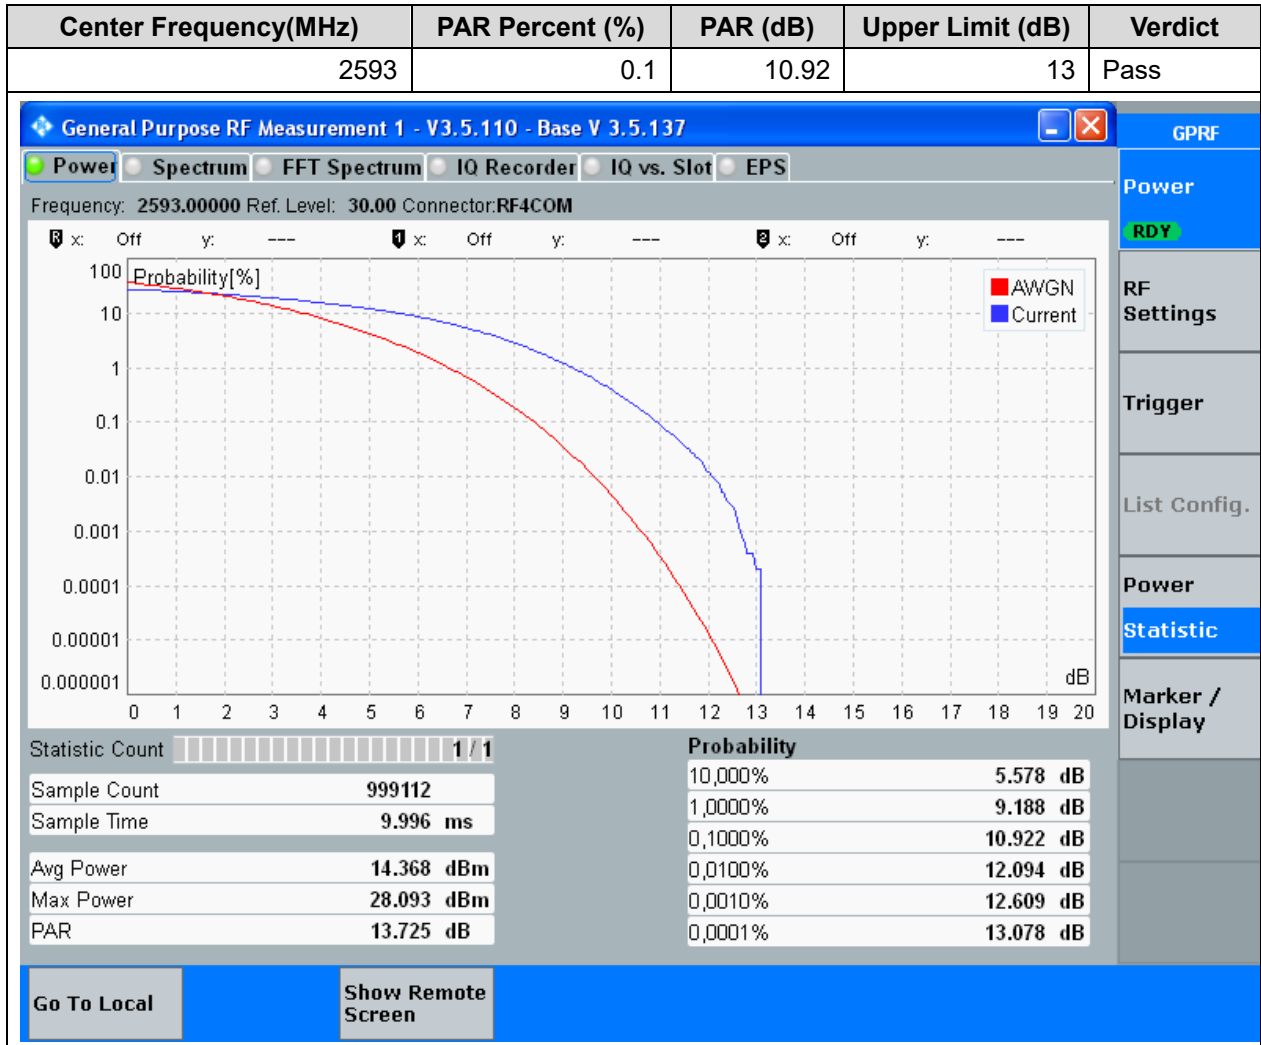 Center Frequency(MHz) PAR Percent (%) PAR (dB) Upper Limit (dB) Verdict
2593 0.1 10.92 13 Pass
General Purpose RF Measurement 1 - V3.5.110 - Base V 3.5.137
GPRF
Power Spectrum FFT Spectrum IQ Recorder IQ vs. Slot EPS
Power
RDY
Frequency: 2593.00000 Ref. Level: 30.00 Connector:RF4COM
R x: Off y: --- 1 x: Off y: --- 2 x: Off y: ---
Probability[%]
AWGN
Current
100
10
1
0.1
0.01
0.001
0.0001
0.00001
0.000001
dB
0 1 2 3 4 5 6 7 8 9 10 11 12 13 14 15 16 17 18 19 20
RF
Settings
Trigger
List Config.
Power
Statistic
Marker /
Display
Statistic Count 1 / 1
Sample Count 999112
Sample Time 9.996 ms
Avg Power 14.368 dBm
Max Power 28.093 dBm
PAR 13.725 dB
Probability
10,000% 5.578 dB
1,0000% 9.188 dB
0,1000% 10.922 dB
0,0100% 12.094 dB
0,0010% 12.609 dB
0,0001% 13.078 dB
Go To Local
Show Remote
Screen